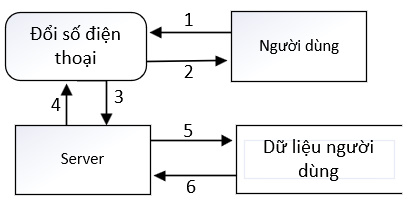 Đổi số điện
thoại
1
2
Người dùng
4
3
Server
5
6
Dữ liệu người
dùng